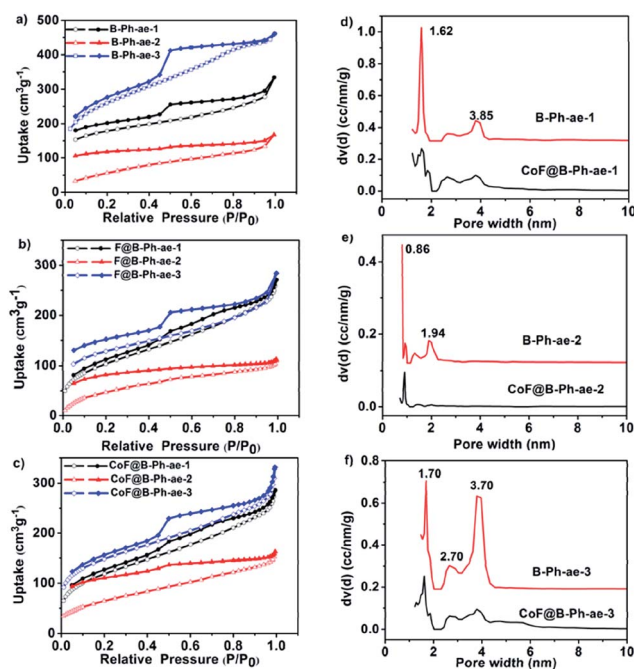 a)
B-Ph-ae-1
B-Ph-ae-2
B-Ph-ae-3
500
400
300
200
100
0
0.0 0.2 0.4 0.6 0.8 1.0
Uptake (cm³g⁻¹)
Relative Pressure (P/P₀)
b)
F@B-Ph-ae-1
F@B-Ph-ae-2
F@B-Ph-ae-3
300
200
100
0
0.0 0.2 0.4 0.6 0.8 1.0
Uptake (cm³g⁻¹)
Relative Pressure (P/P₀)
c)
CoF@B-Ph-ae-1
CoF@B-Ph-ae-2
CoF@B-Ph-ae-3
300
200
100
0
0.0 0.2 0.4 0.6 0.8 1.0
Uptake (cm³g⁻¹)
Relative Pressure (P/P₀)
d)
1.62
3.85
B-Ph-ae-1
CoF@B-Ph-ae-1
1.0
0.8
0.6
0.4
0.2
0.0
0 2 4 6 8 10
dv(d) (cc/nm/g)
Pore width (nm)
e)
0.86
1.94
B-Ph-ae-2
CoF@B-Ph-ae-2
0.4
0.2
0.0
0 2 4 6 8 10
dv(d) (cc/nm/g)
Pore width (nm)
f)
1.70
3.70
2.70
B-Ph-ae-3
CoF@B-Ph-ae-3
0.8
0.6
0.4
0.2
0.0
0 2 4 6 8 10
dv(d) (cc/nm/g)
Pore width (nm)